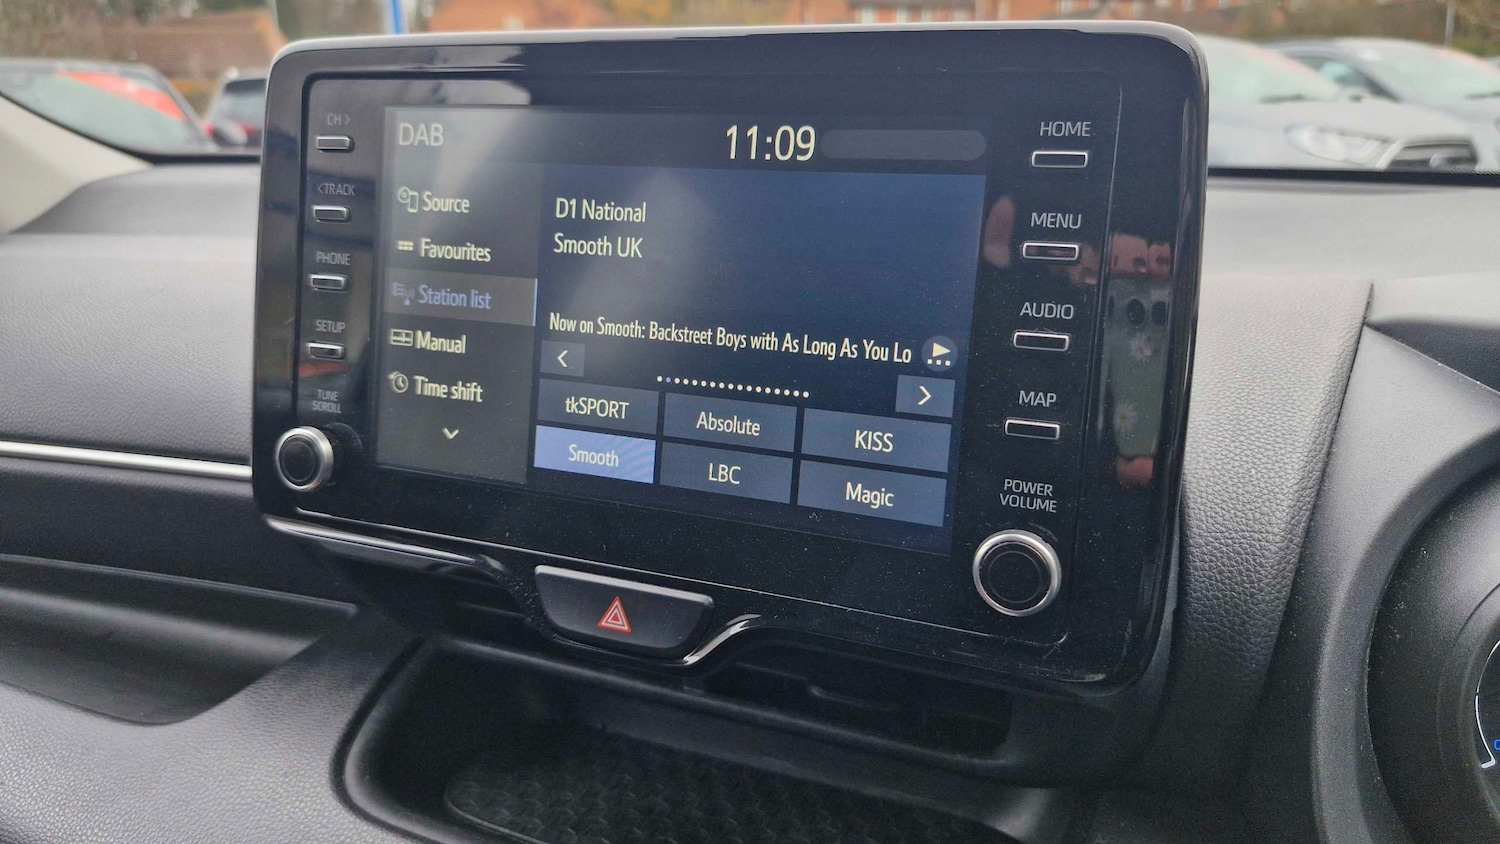 CH >
< TRACK
PHONE
SETUP
TUNE
SCROLL
DAB
11:09
Source
Favourites
Station list
Manual
Time shift
D1 National
Smooth UK
Now on Smooth: Backstreet Boys with As Long As You Lo
<
>
tkSPORT
Absolute
KISS
Smooth
LBC
Magic
HOME
MENU
AUDIO
MAP
POWER
VOLUME